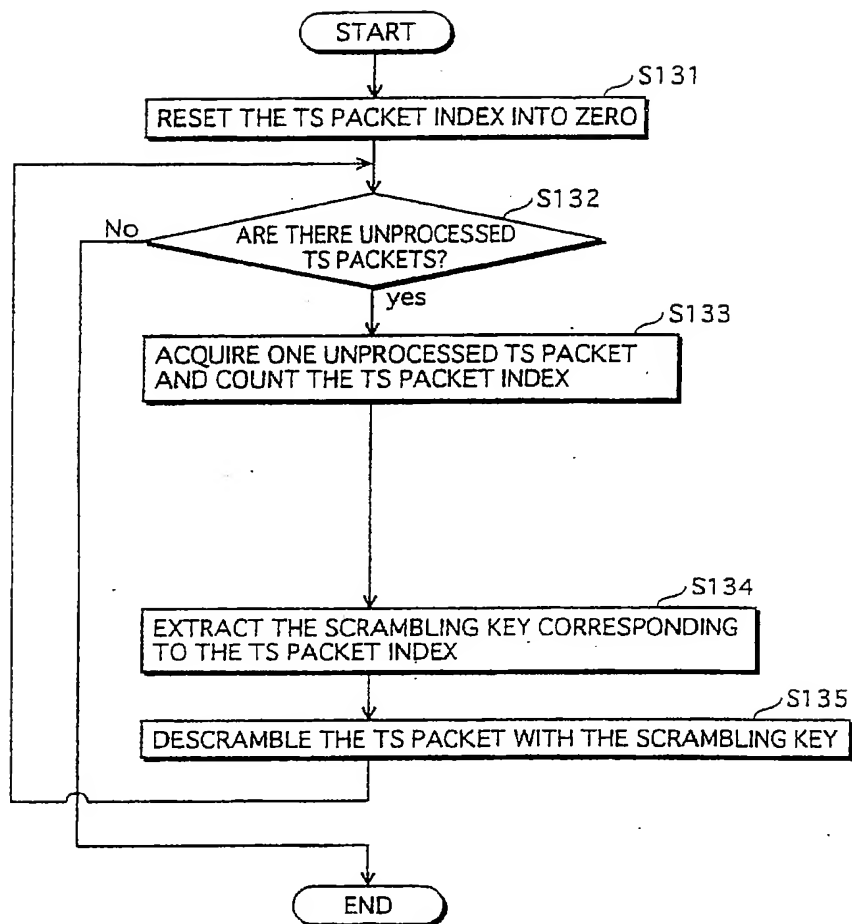 START
S131
RESET THE TS PACKET INDEX INTO ZERO
S132
No
ARE THERE UNPROCESSED
TS PACKETS?
yes
S133
ACQUIRE ONE UNPROCESSED TS PACKET
AND COUNT THE TS PACKET INDEX
S134
EXTRACT THE SCRAMBLING KEY CORRESPONDING
TO THE TS PACKET INDEX
S135
DESCRAMBLE THE TS PACKET WITH THE SCRAMBLING KEY
END